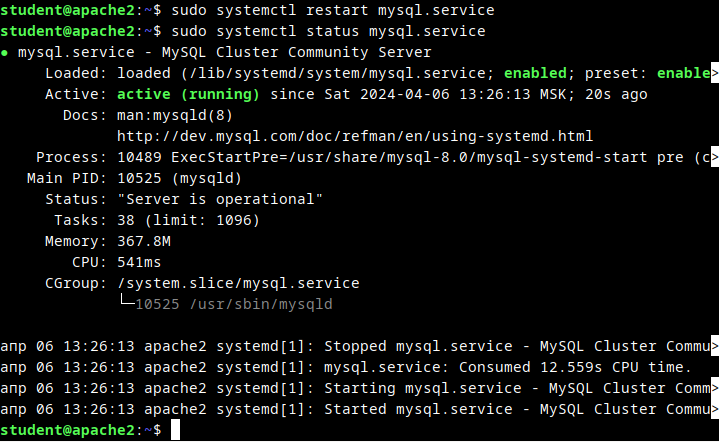 student@apache2:~$ sudo systemctl restart mysql.service
student@apache2:~$ sudo systemctl status mysql.service
● mysql.service - MySQL Cluster Community Server
     Loaded: loaded (/lib/systemd/system/mysql.service; enabled; preset: enable>
     Active: active (running) since Sat 2024-04-06 13:26:13 MSK; 20s ago
       Docs: man:mysqld(8)
             http://dev.mysql.com/doc/refman/en/using-systemd.html
    Process: 10489 ExecStartPre=/usr/share/mysql-8.0/mysql-systemd-start pre (c>
   Main PID: 10525 (mysqld)
     Status: "Server is operational"
      Tasks: 38 (limit: 1096)
     Memory: 367.8M
        CPU: 541ms
     CGroup: /system.slice/mysql.service
             └─10525 /usr/sbin/mysqld
апр 06 13:26:13 apache2 systemd[1]: Stopped mysql.service - MySQL Cluster Commu>
апр 06 13:26:13 apache2 systemd[1]: mysql.service: Consumed 12.559s CPU time.
апр 06 13:26:13 apache2 systemd[1]: Starting mysql.service - MySQL Cluster Comm>
апр 06 13:26:13 apache2 systemd[1]: Started mysql.service - MySQL Cluster Commu>
student@apache2:~$